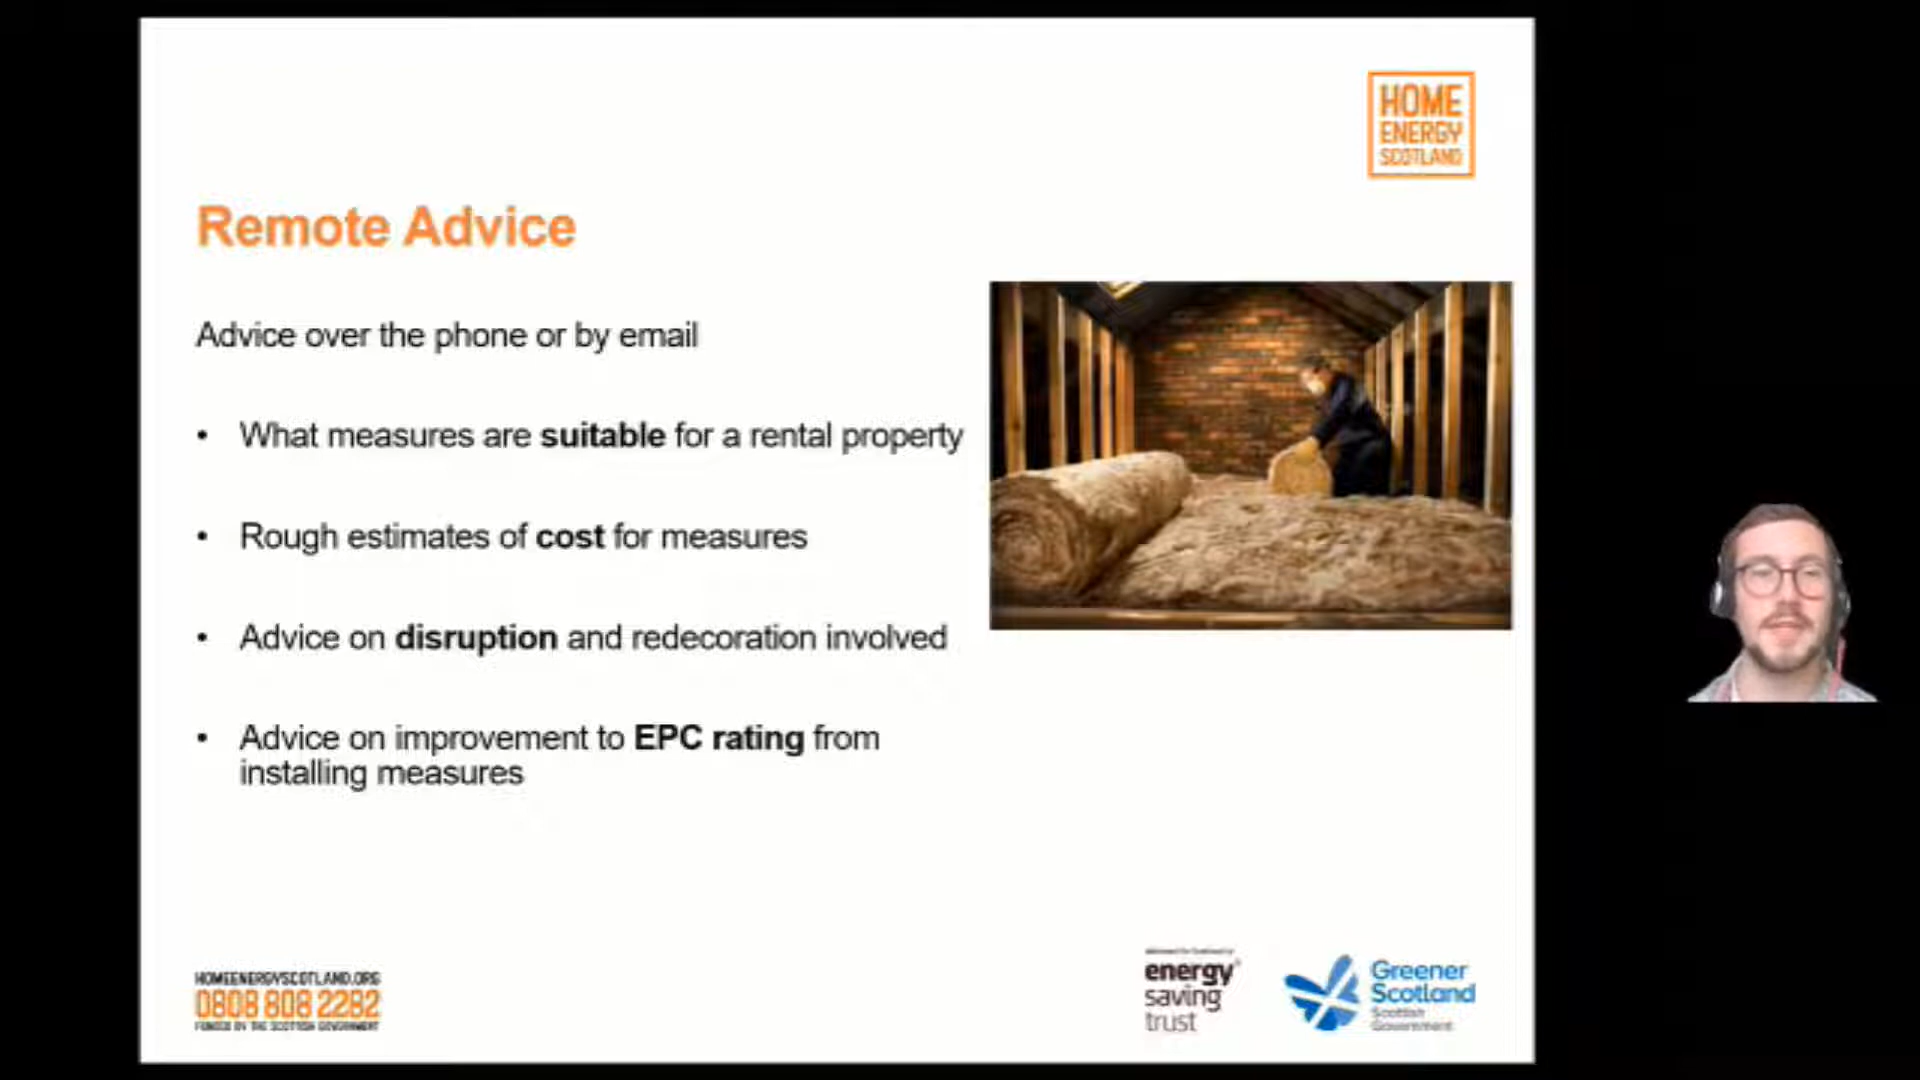 HOME
ENERGY
SCOTLAND
Remote Advice
Advice over the phone or by email
• What measures are suitable for a rental property
• Rough estimates of cost for measures
• Advice on disruption and redecoration involved
• Advice on improvement to EPC rating from
installing measures
HOMEENERGYSCOTLAND.ORG
0808 808 2282
FUNDED BY THE SCOTTISH GOVERNMENT
energy
saving
trust
Greener
Scotland
Scottish
Government